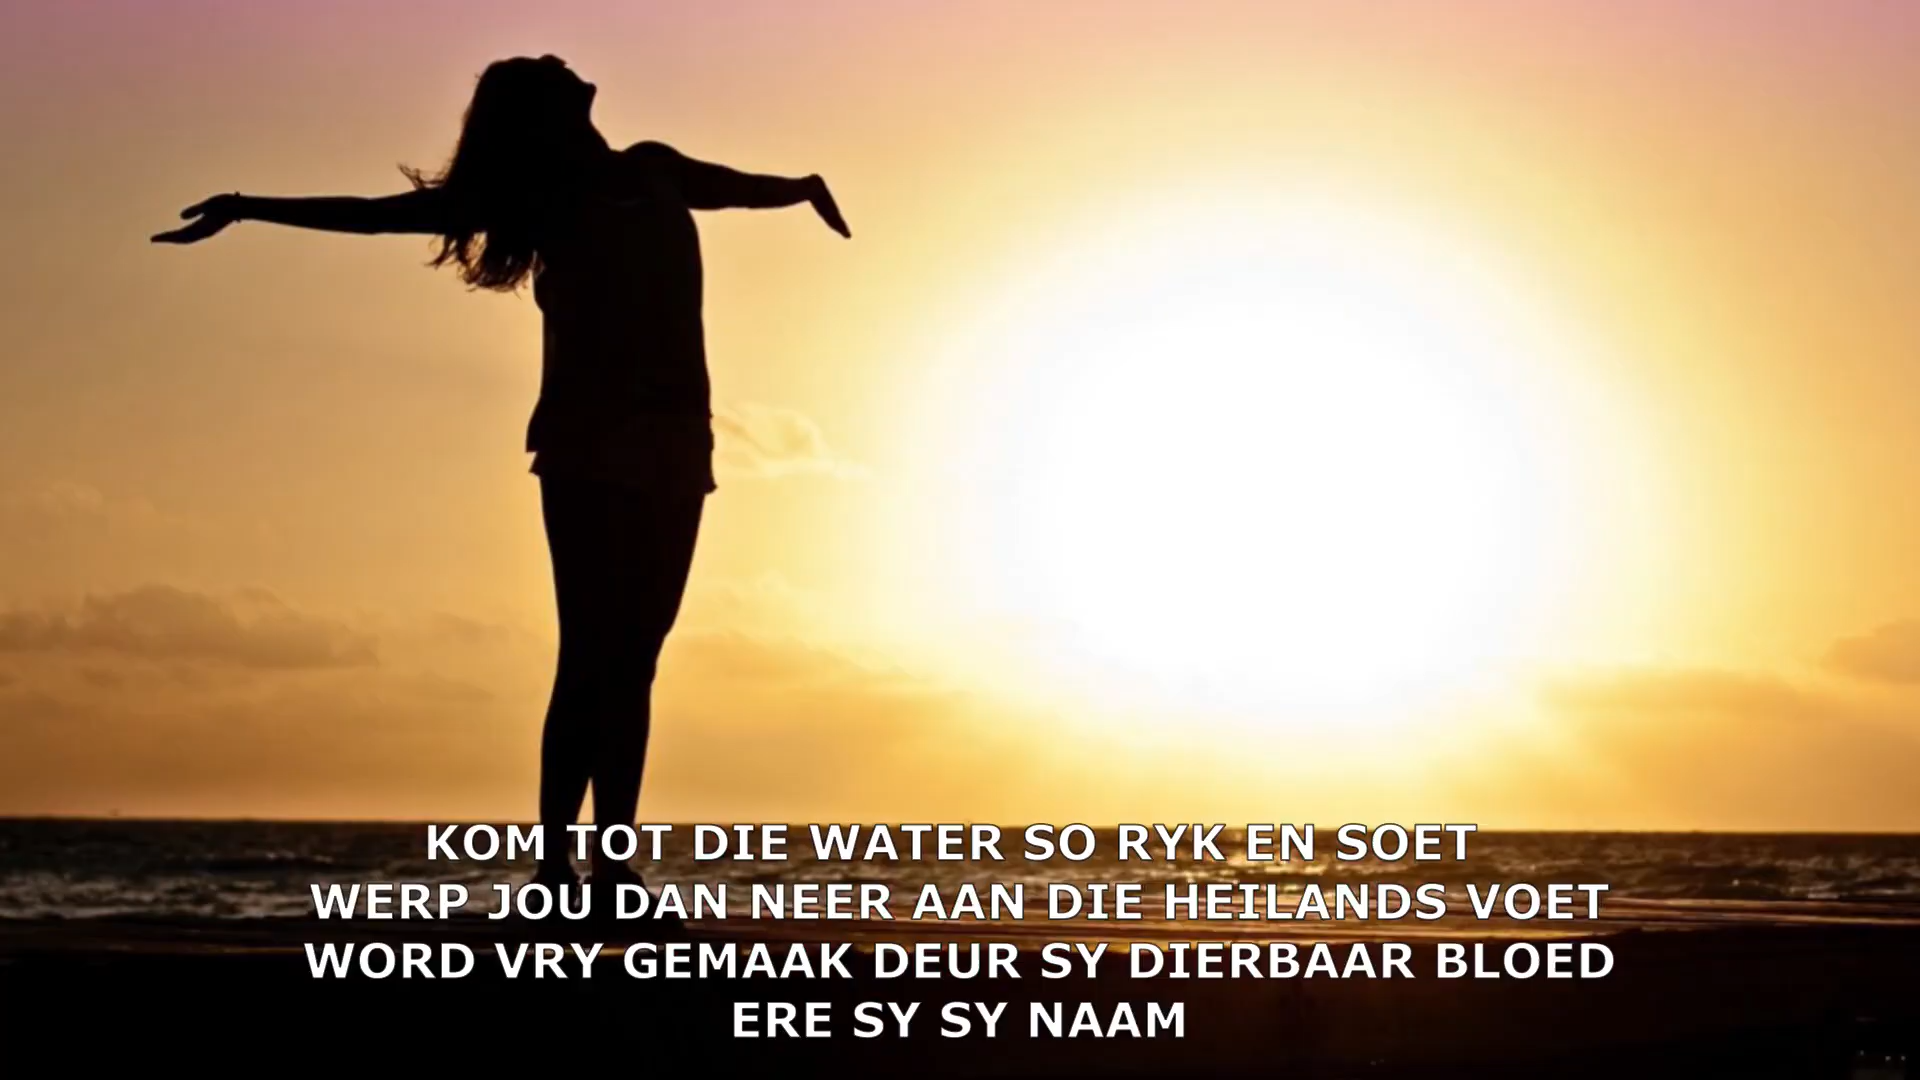 KOM TOT DIE WATER SO RYK EN SOET
WERP JOU DAN NEER AAN DIE HEILANDS VOET
WORD VRY GEMAAK DEUR SY DIERBAAR BLOED
ERE SY SY NAAM